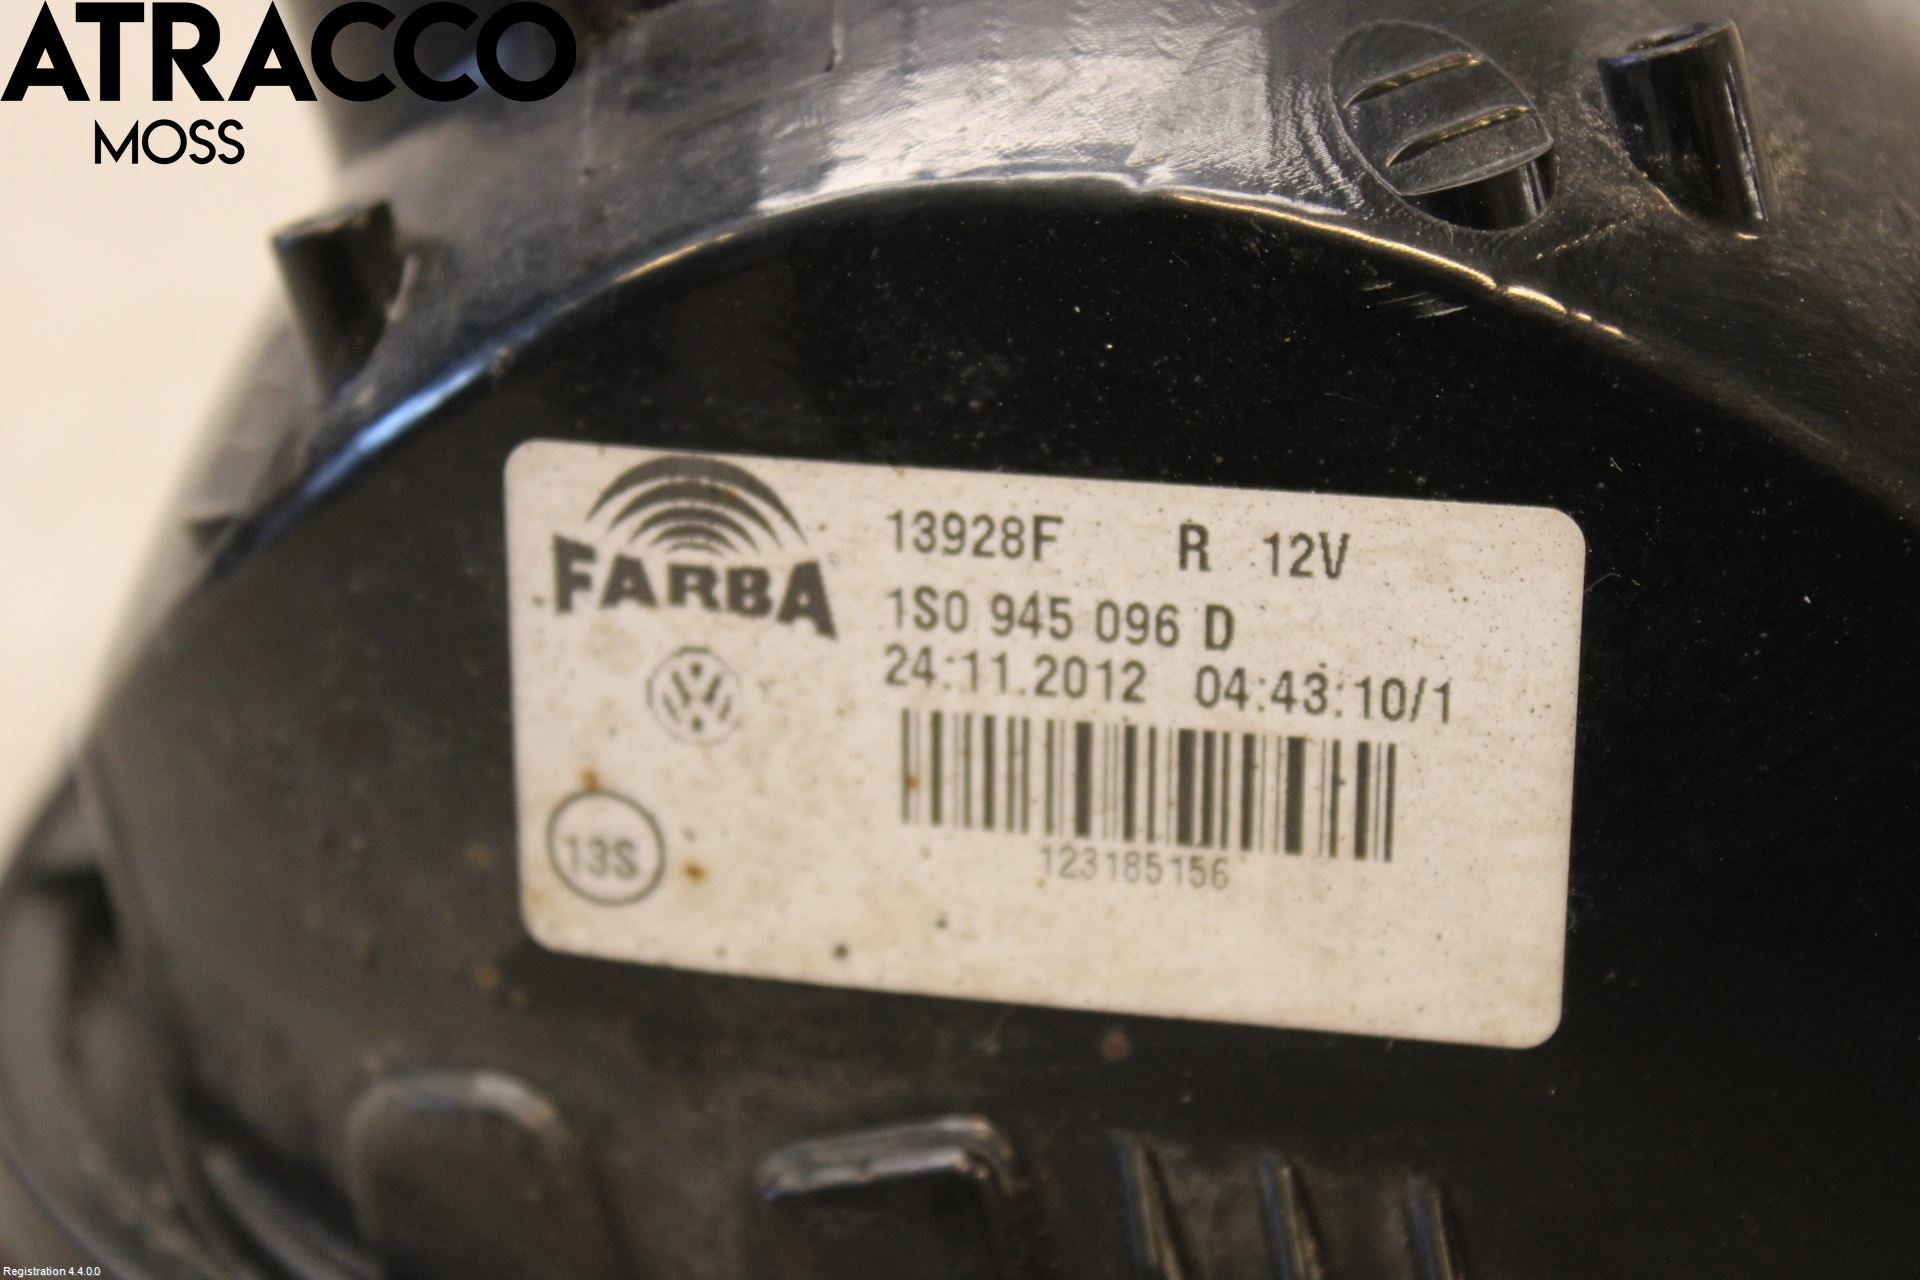 ATRACCO
MOSS
FARBA
13928F R 12V
1S0 945 096 D
24.11.2012 04:43:10/1
13S
123185156
Registration 4.4.0.0